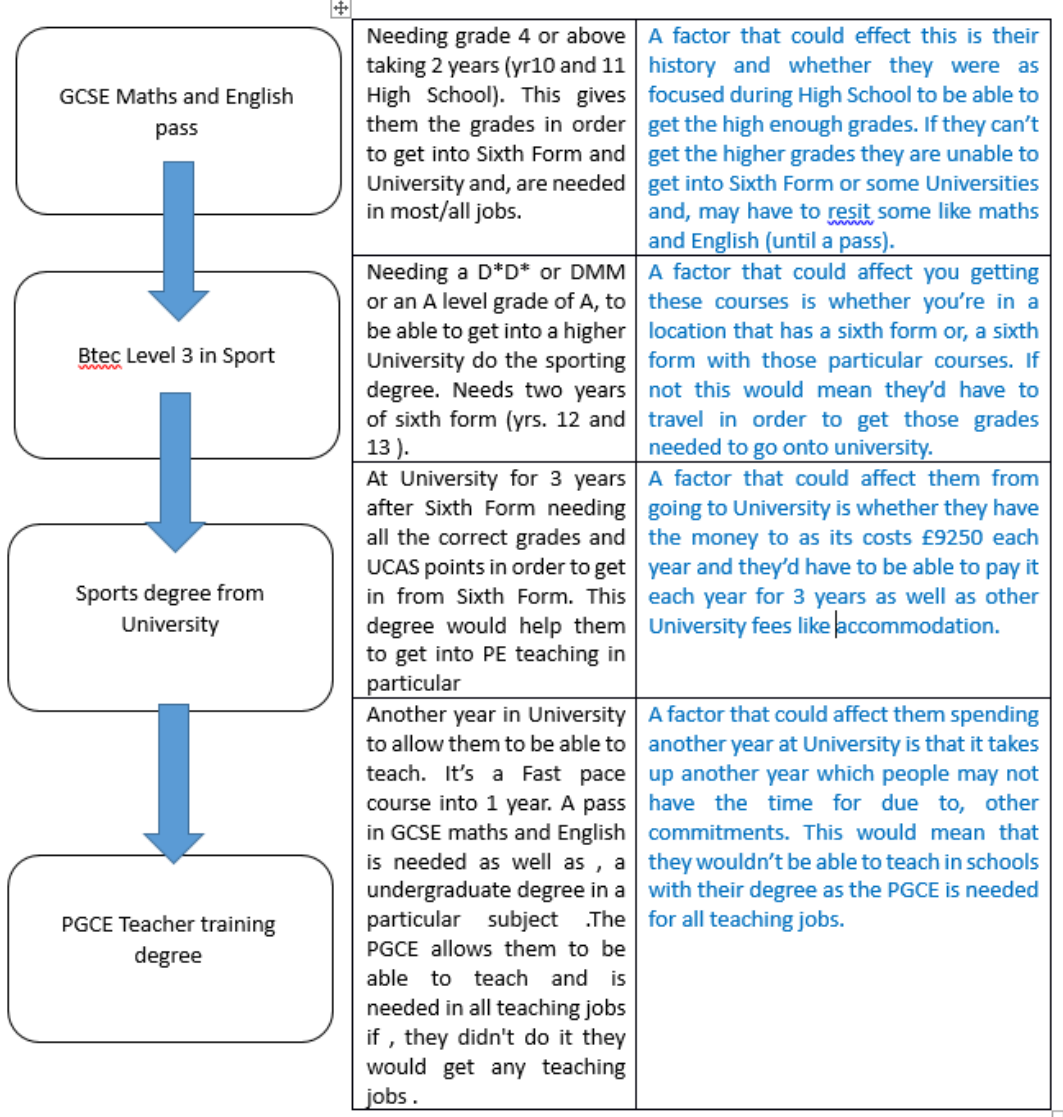 GCSE Maths and English
pass
Needing grade 4 or above
taking 2 years (yr10 and 11
High School). This gives
them the grades in order
to get into Sixth Form and
University and, are needed
in most/all jobs.
A factor that could effect this is their
history and whether they were as
focused during High School to be able to
get the high enough grades. If they can’t
get the higher grades they are unable to
get into Sixth Form or some Universities
and, may have to resit some like maths
and English (until a pass).
Btec Level 3 in Sport
Needing a D*D* or DMM
or an A level grade of A, to
be able to get into a higher
University do the sporting
degree. Needs two years
of sixth form (yrs. 12 and
13 ).
A factor that could affect you getting
these courses is whether you’re in a
location that has a sixth form or, a sixth
form with those particular courses. If
not this would mean they’d have to
travel in order to get those grades
needed to go onto university.
Sports degree from
University
At University for 3 years
after Sixth Form needing
all the correct grades and
UCAS points in order to get
in from Sixth Form. This
degree would help them
to get into PE teaching in
particular
A factor that could affect them from
going to University is whether they have
the money to as its costs £9250 each
year and they’d have to be able to pay it
each year for 3 years as well as other
University fees like accommodation.
PGCE Teacher training
degree
Another year in University
to allow them to be able to
teach. It’s a Fast pace
course into 1 year. A pass
in GCSE maths and English
is needed as well as , a
undergraduate degree in a
particular subject .The
PGCE allows them to be
able to teach and is
needed in all teaching jobs
if , they didn't do it they
would get any teaching
jobs .
A factor that could affect them spending
another year at University is that it takes
up another year which people may not
have the time for due to, other
commitments. This would mean that
they wouldn’t be able to teach in schools
with their degree as the PGCE is needed
for all teaching jobs.